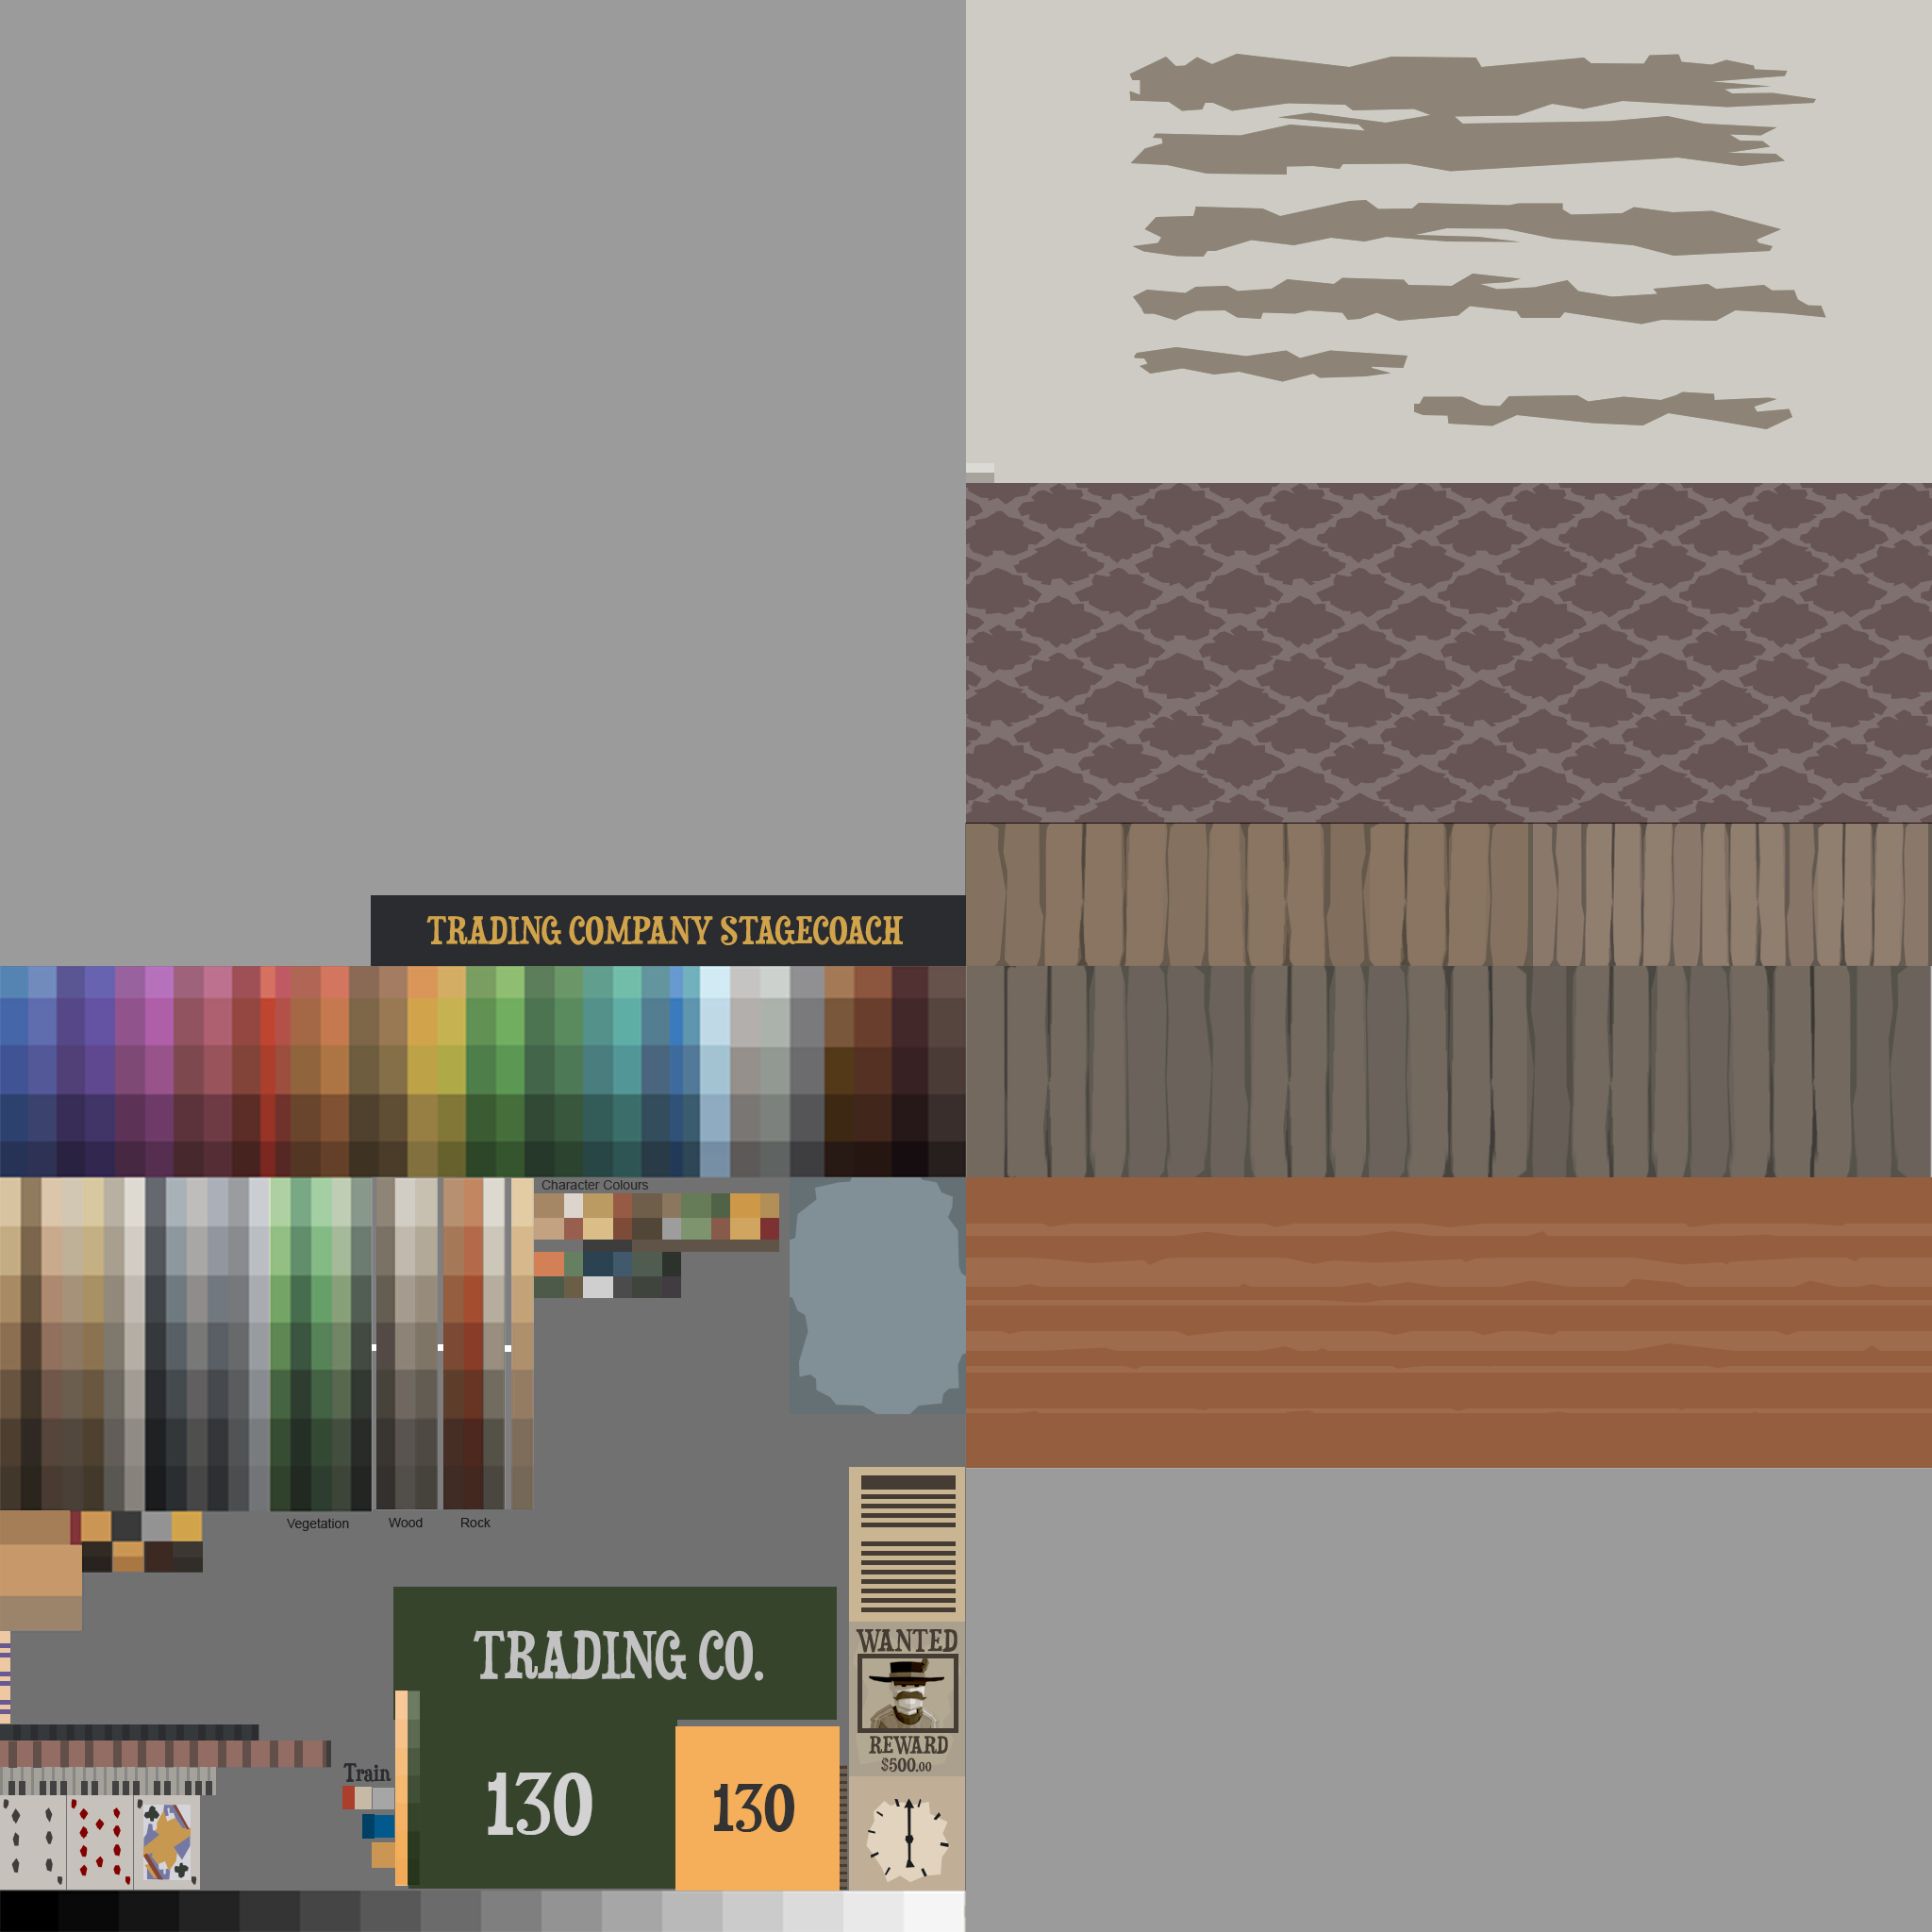 TRADING COMPANY STAGECOACH
Character Colours
Vegetation
Wood
Rock
TRADING CO.
WANTED
REWARD
$500.00
Train
130
130